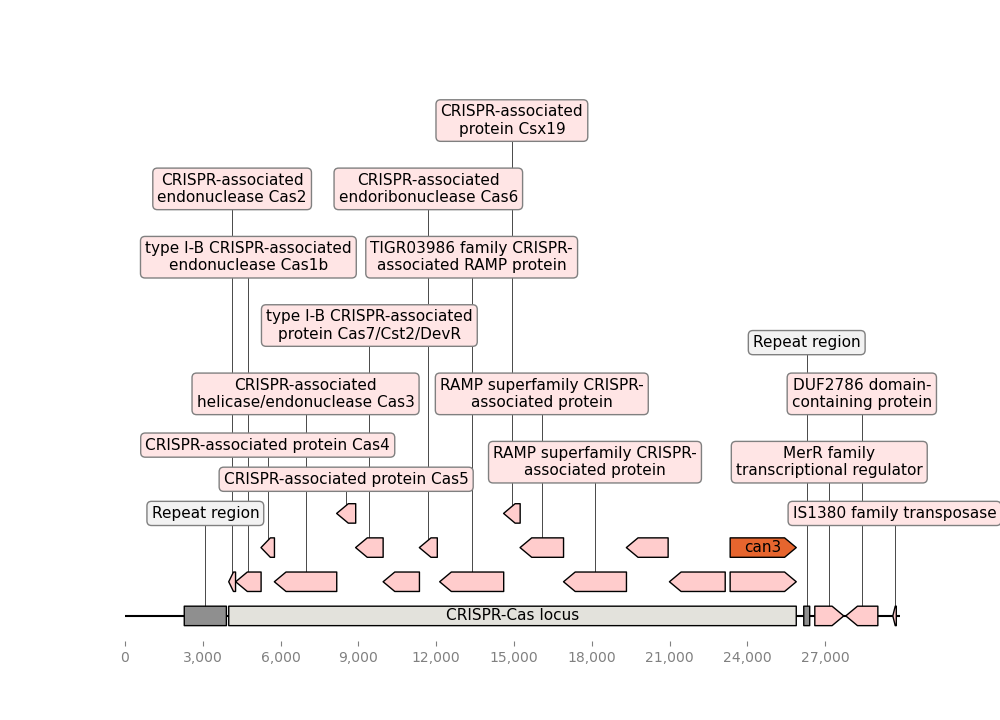 CRISPR-associated
protein Csx19
CRISPR-associated
endonuclease Cas2
CRISPR-associated
endoribonuclease Cas6
type I-B CRISPR-associated
endonuclease Cas1b
TIGR03986 family CRISPR-
associated RAMP protein
type I-B CRISPR-associated
protein Cas7/Cst2/DevR
Repeat region
CRISPR-associated
helicase/endonuclease Cas3
RAMP superfamily CRISPR-
associated protein
DUF2786 domain-
containing protein
CRISPR-associated protein Cas4
RAMP superfamily CRISPR-
associated protein
MerR family
transcriptional regulator
CRISPR-associated protein Cas5
Repeat region
IS1380 family transposase
can3
CRISPR-Cas locus
0 3,000 6,000 9,000 12,000 15,000 18,000 21,000 24,000 27,000